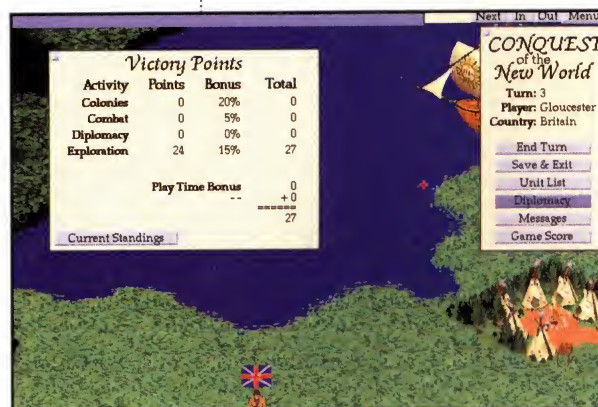 Next In Out Menu
Victory Points
Activity Points Bonus Total
Colonies 0 20% 0
Combat 0 5% 0
Diplomacy 0 0% 0
Exploration 24 15% 27
Play Time Bonus 0
-- + 0
======
27
Current Standings
CONQUEST
of the
New World
Turn: 3
Player: Gloucester
Country: Britain
End Turn
Save & Exit
Unit List
Diplomacy
Messages
Game Score